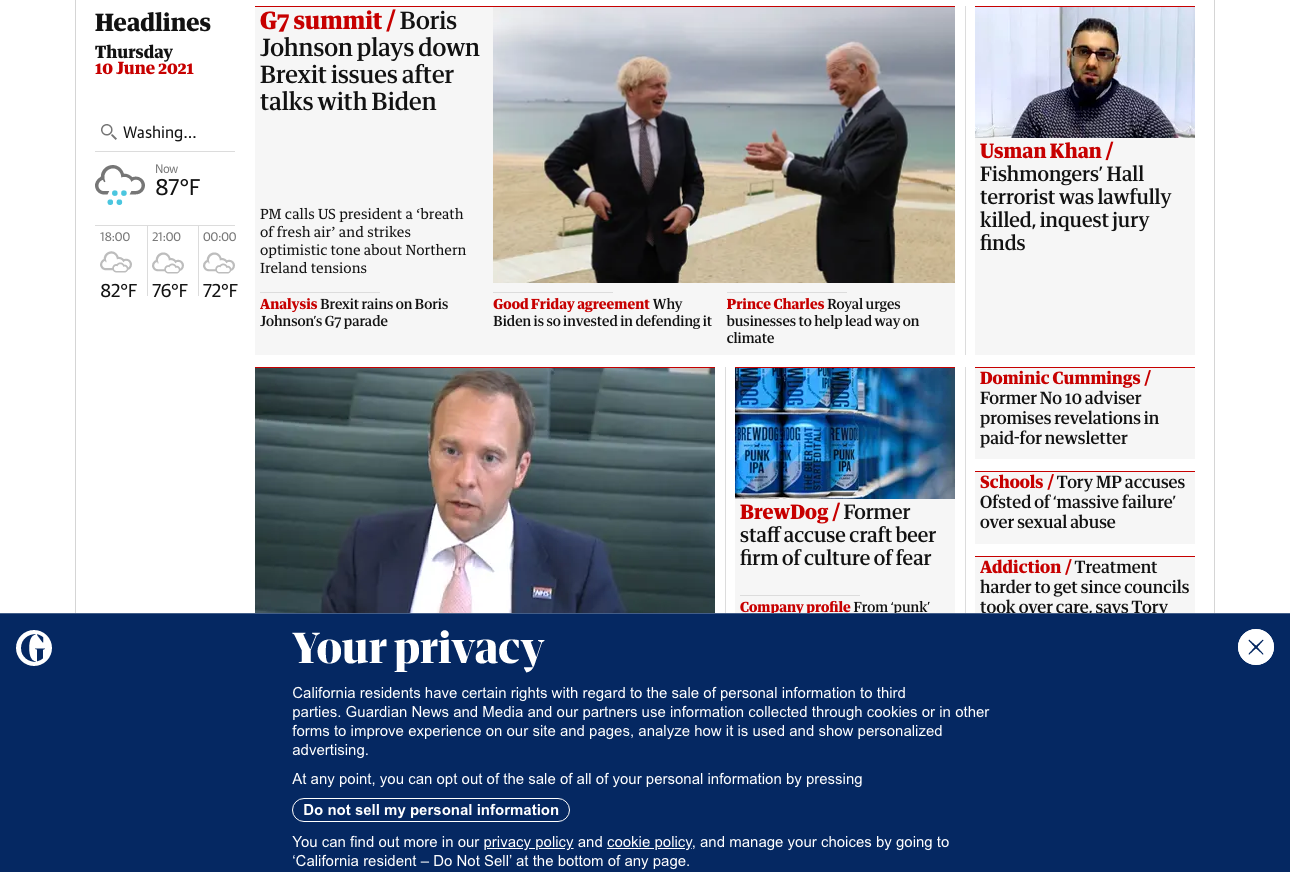 Headlines
Thursday
10 June 2021
Washing...
Now
87°F
18:00 21:00 00:00
82°F 76°F 72°F
G7 summit / Boris
Johnson plays down
Brexit issues after
talks with Biden
PM calls US president a ‘breath
of fresh air’ and strikes
optimistic tone about Northern
Ireland tensions
Analysis Brexit rains on Boris
Johnson’s G7 parade
Good Friday agreement Why
Biden is so invested in defending it
Prince Charles Royal urges
businesses to help lead way on
climate
Usman Khan /
Fishmongers’ Hall
terrorist was lawfully
killed, inquest jury
finds
NHS
PUNK
IPA
BREWDOG
PUNK
IPA
THE BEER THAT
STARTED IT ALL
PUNK
IPA
BrewDog / Former
staff accuse craft beer
firm of culture of fear
Company profile From ‘punk’
Dominic Cummings /
Former No 10 adviser
promises revelations in
paid-for newsletter
Schools / Tory MP accuses
Ofsted of ‘massive failure’
over sexual abuse
Addiction / Treatment
harder to get since councils
took over care, says Tory
G
Your privacy
California residents have certain rights with regard to the sale of personal information to third
parties. Guardian News and Media and our partners use information collected through cookies or in other
forms to improve experience on our site and pages, analyze how it is used and show personalized
advertising.
At any point, you can opt out of the sale of all of your personal information by pressing
Do not sell my personal information
You can find out more in our privacy policy and cookie policy, and manage your choices by going to
‘California resident – Do Not Sell’ at the bottom of any page.